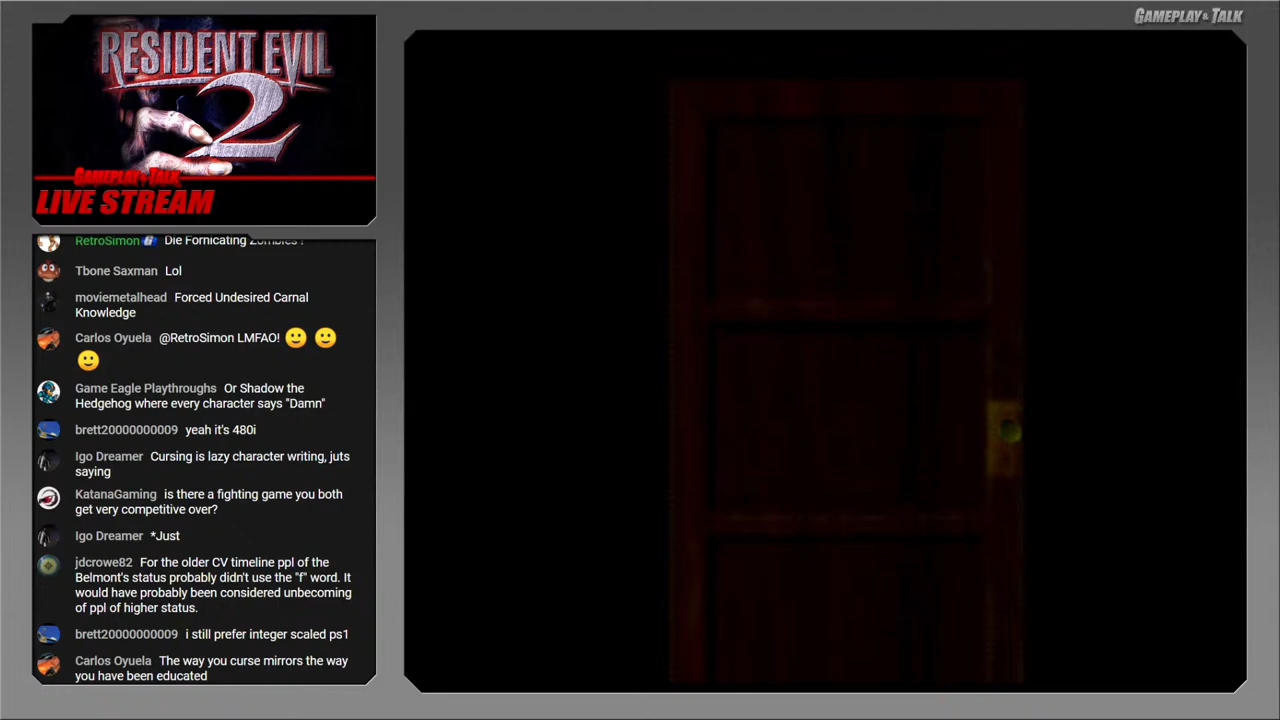 GAMEPLAY & TALK
RESIDENT EVIL
2
GAMEPLAY & TALK
LIVE STREAM
RetroSimon Die Fornicating Zombies !
Tbone Saxman Lol
moviemetalhead Forced Undesired Carnal
Knowledge
Carlos Oyuela @RetroSimon LMFAO! 🙂 🙂
🙂
Game Eagle Playthroughs Or Shadow the
Hedgehog where every character says "Damn"
brett20000000009 yeah it's 480i
Igo Dreamer Cursing is lazy character writing, juts
saying
KatanaGaming is there a fighting game you both
get very competitive over?
Igo Dreamer *Just
jdcrowe82 For the older CV timeline ppl of the
Belmont's status probably didn't use the "f" word. It
would have probably been considered unbecoming
of ppl of higher status.
brett20000000009 i still prefer integer scaled ps1
Carlos Oyuela The way you curse mirrors the way
you have been educated